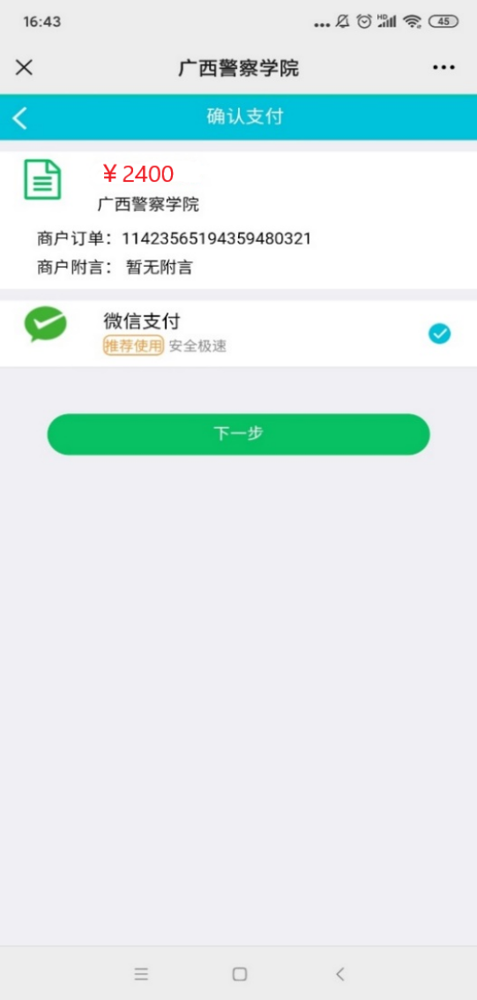 16:43
HD
45
广西警察学院
确认支付
￥2400
广西警察学院
商户订单：11423565194359480321
商户附言： 暂无附言
微信支付
推荐使用 安全极速
下一步